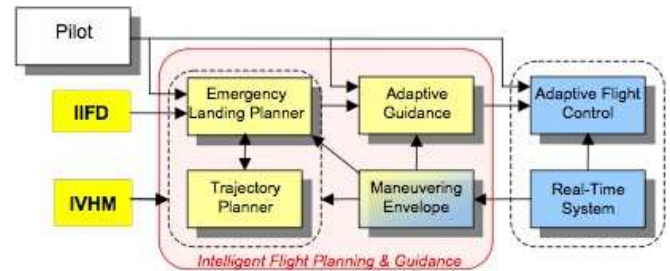 Pilot
IIFD
Emergency
Landing Planner
Adaptive
Guidance
Adaptive Flight
Control
IVHM
Trajectory
Planner
Maneuvering
Envelope
Real-Time
System
Intelligent Flight Planning & Guidance